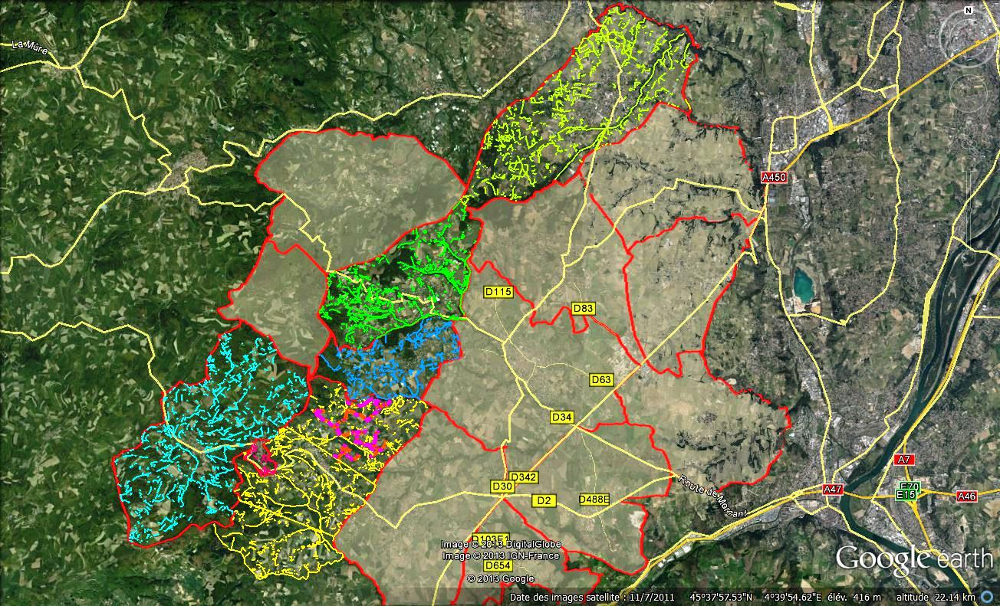 N
La Mûre
A450
D115
D83
D63
D34
D342
D30
D2
D488E
Route de Morzant
A7
E70
E15
A47
A46
D103E1
Image © 2013 DigitalGlobe
Image © 2013 IGN-France
D654
© 2013 Google
Google earth
Date des images satellite : 11/7/2011 45°37'57.53"N 4°39'54.62"E élév. 416 m altitude 22.14 km